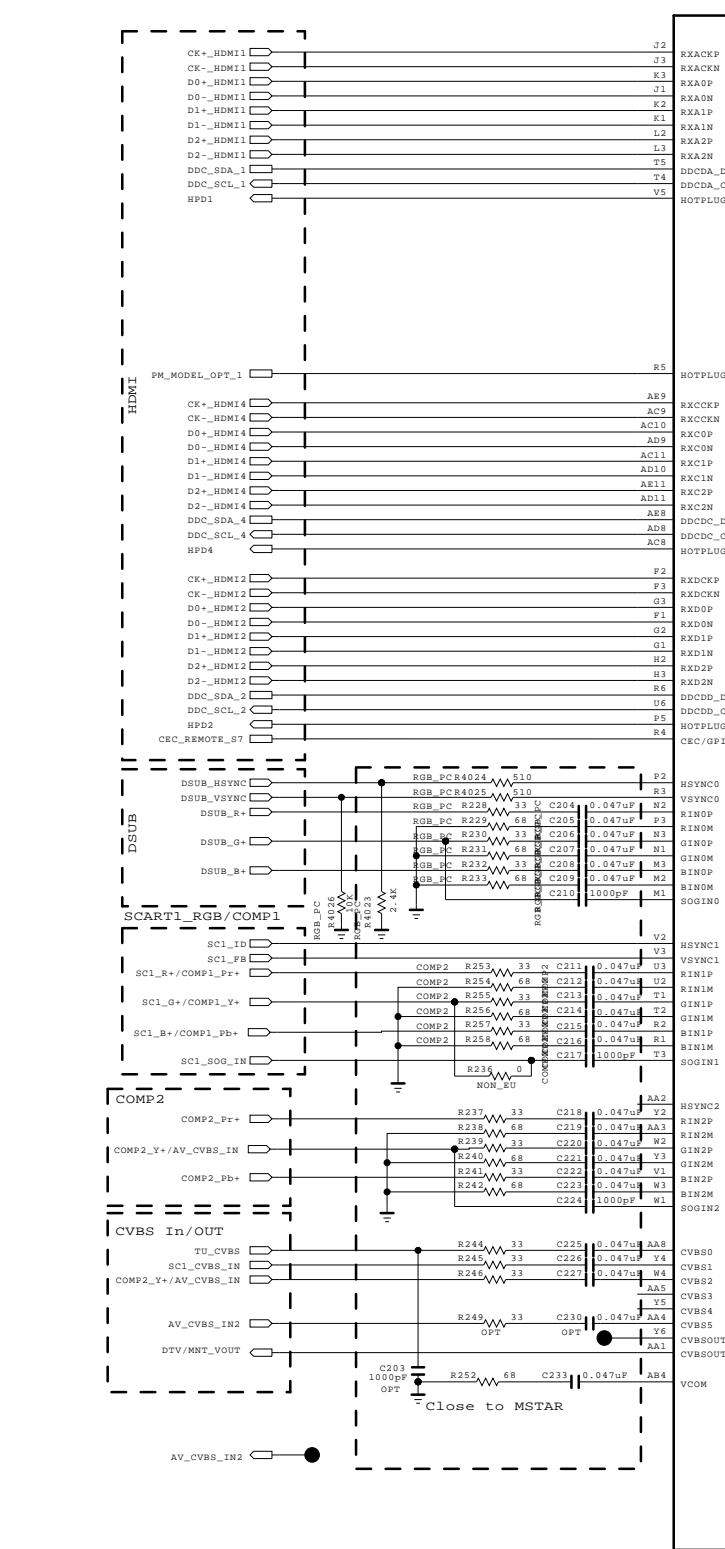 CK+_HDMI1 J2 RXACKP
CK-_HDMI1 J3 RXACKN
D0+_HDMI1 K3 RXA0P
D0-_HDMI1 J1 RXA0N
D1+_HDMI1 K2 RXA1P
D1-_HDMI1 K1 RXA1N
D2+_HDMI1 L2 RXA2P
D2-_HDMI1 L3 RXA2N
DDC_SDA_1 T5 DDCDA_D
DDC_SCL_1 T4 DDCDA_C
HPD1 V5 HOTPLUG
HDMI
PM_MODEL_OPT_1 R5 HOTPLUG
CK+_HDMI4 AE9 RXCCKP
CK-_HDMI4 AC9 RXCCKN
D0+_HDMI4 AC10 RXC0P
D0-_HDMI4 AD9 RXC0N
D1+_HDMI4 AC11 RXC1P
D1-_HDMI4 AD10 RXC1N
D2+_HDMI4 AE11 RXC2P
D2-_HDMI4 AD11 RXC2N
DDC_SDA_4 AE8 DDCDC_D
DDC_SCL_4 AD8 DDCDC_C
HPD4 AC8 HOTPLUG
CK+_HDMI2 F2 RXDCKP
CK-_HDMI2 F3 RXDCKN
D0+_HDMI2 G3 RXD0P
D0-_HDMI2 F1 RXD0N
D1+_HDMI2 G2 RXD1P
D1-_HDMI2 G1 RXD1N
D2+_HDMI2 H2 RXD2P
D2-_HDMI2 H3 RXD2N
DDC_SDA_2 R6 DDCDD_D
DDC_SCL_2 U6 DDCDD_C
HPD2 P5 HOTPLUG
CEC_REMOTE_S7 R4 CEC/GPI
DSUB
DSUB_HSYNC RGB_PC R4024 510 P2 HSYNC0
DSUB_VSYNC RGB_PC R4025 510 R3 VSYNC0
DSUB_R+ RGB_PC R228 33 C204 0.047uF N2 RIN0P
RGB_PC R229 68 C205 0.047uF P3 RIN0M
DSUB_G+ RGB_PC R230 33 C206 0.047uF N3 GIN0P
RGB_PC R231 68 C207 0.047uF N1 GIN0M
DSUB_B+ RGB_PC R232 33 C208 0.047uF M3 BIN0P
RGB_PC R233 68 C209 0.047uF M2 BIN0M
C210 1000pF M1 SOGIN0
RGB_PC R4026 10K
RGB_PC R4023 2.4K
SCART1_RGB/COMP1
SC1_ID V2 HSYNC1
SC1_FB V3 VSYNC1
SC1_R+/COMP1_Pr+ COMP2 R253 33 C211 0.047uF U3 RIN1P
COMP2 R254 68 C212 0.047uF U2 RIN1M
SC1_G+/COMP1_Y+ COMP2 R255 33 C213 0.047uF T1 GIN1P
COMP2 R256 68 C214 0.047uF T2 GIN1M
SC1_B+/COMP1_Pb+ COMP2 R257 33 C215 0.047uF R2 BIN1P
COMP2 R258 68 C216 0.047uF R1 BIN1M
SC1_SOG_IN C217 1000pF T3 SOGIN1
R236 0
NON_EU
COMP2
AA2 HSYNC2
COMP2_Pr+ R237 33 C218 0.047uF Y2 RIN2P
R238 68 C219 0.047uF AA3 RIN2M
COMP2_Y+/AV_CVBS_IN R239 33 C220 0.047uF W2 GIN2P
R240 68 C221 0.047uF Y3 GIN2M
COMP2_Pb+ R241 33 C222 0.047uF V1 BIN2P
R242 68 C223 0.047uF W3 BIN2M
C224 1000pF W1 SOGIN2
CVBS In/OUT
TU_CVBS R244 33 C225 0.047uF AA8 CVBS0
SC1_CVBS_IN R245 33 C226 0.047uF Y4 CVBS1
COMP2_Y+/AV_CVBS_IN R246 33 C227 0.047uF W4 CVBS2
AA5 CVBS3
Y5 CVBS4
AV_CVBS_IN2 R249 33 C230 0.047uF AA4 CVBS5
OPT OPT Y6 CVBSOUT
DTV/MNT_VOUT AA1 CVBSOUT
C203
1000pF
OPT
R252 68 C233 0.047uF AB4 VCOM
Close to MSTAR
AV_CVBS_IN2